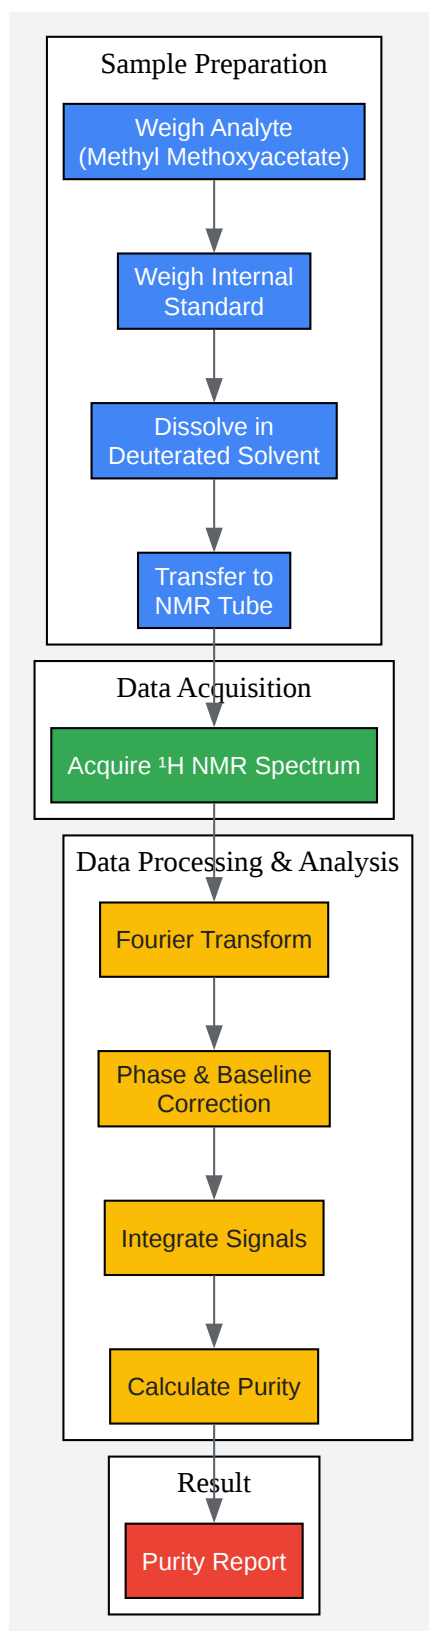 Sample Preparation
Weigh Analyte
(Methyl Methoxyacetate)
Weigh Internal
Standard
Dissolve in
Deuterated Solvent
Transfer to
NMR Tube
Data Acquisition
Acquire ¹H NMR Spectrum
Data Processing & Analysis
Fourier Transform
Phase & Baseline
Correction
Integrate Signals
Calculate Purity
Result
Purity Report